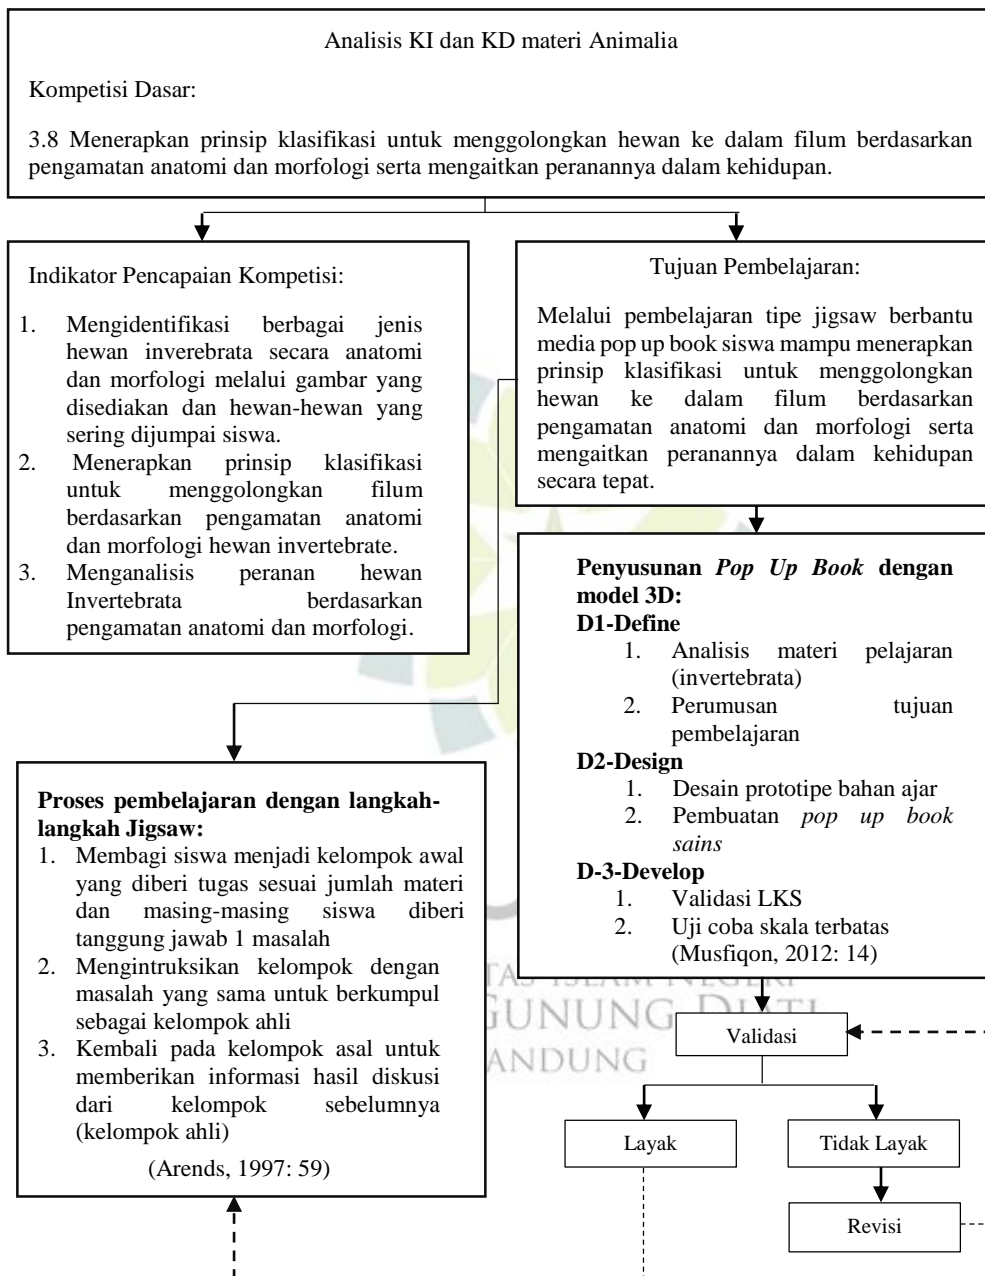 Analisis KI dan KD materi Animalia
Kompetisi Dasar:
3.8 Menerapkan prinsip klasifikasi untuk menggolongkan hewan ke dalam filum berdasarkan
pengamatan anatomi dan morfologi serta mengaitkan peranannya dalam kehidupan.
Indikator Pencapaian Kompetisi:
1. Mengidentifikasi berbagai jenis
hewan inverebrata secara anatomi
dan morfologi melalui gambar yang
disediakan dan hewan-hewan yang
sering dijumpai siswa.
2. Menerapkan prinsip klasifikasi
untuk menggolongkan filum
berdasarkan pengamatan anatomi
dan morfologi hewan invertebrate.
3. Menganalisis peranan hewan
Invertebrata berdasarkan
pengamatan anatomi dan morfologi.
Tujuan Pembelajaran:
Melalui pembelajaran tipe jigsaw berbantu
media pop up book siswa mampu menerapkan
prinsip klasifikasi untuk menggolongkan
hewan ke dalam filum berdasarkan
pengamatan anatomi dan morfologi serta
mengaitkan peranannya dalam kehidupan
secara tepat.
Penyusunan Pop Up Book dengan
model 3D:
D1-Define
1. Analisis materi pelajaran
(invertebrata)
2. Perumusan tujuan
pembelajaran
D2-Design
1. Desain prototipe bahan ajar
2. Pembuatan pop up book
sains
D-3-Develop
1. Validasi LKS
2. Uji coba skala terbatas
(Musfiqon, 2012: 14)
Proses pembelajaran dengan langkah-
langkah Jigsaw:
1. Membagi siswa menjadi kelompok awal
yang diberi tugas sesuai jumlah materi
dan masing-masing siswa diberi
tanggung jawab 1 masalah
2. Mengintruksikan kelompok dengan
masalah yang sama untuk berkumpul
sebagai kelompok ahli
3. Kembali pada kelompok asal untuk
memberikan informasi hasil diskusi
dari kelompok sebelumnya
(kelompok ahli)
(Arends, 1997: 59)
ISLAM NEGERI
GUNUNG DJATI
BANDUNG
Validasi
Layak
Tidak Layak
Revisi